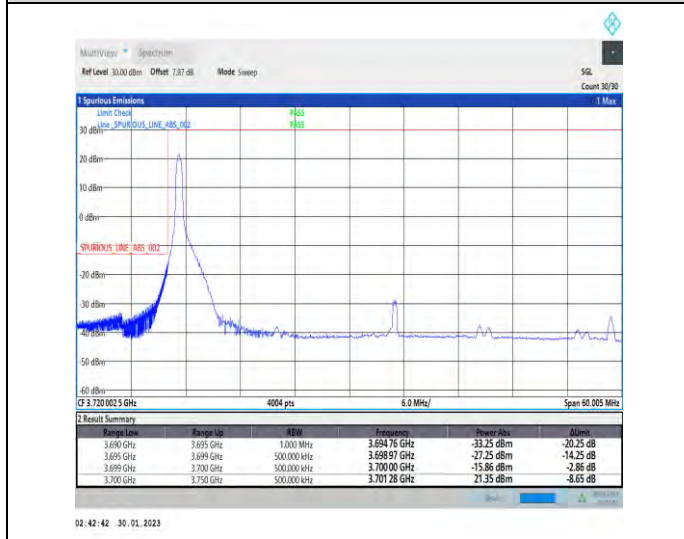 MultiView Spectrum
Ref Level 30.00 dBm Offset 7.87 dB Mode Sweep SGL
Count 30/30
1 Spurious Emissions 1 Max
Limit Check PASS
Line _SPURIOUS_LINE_ABS_002 PASS
30 dBm
20 dBm
10 dBm
0 dBm
_SPURIOUS_LINE_ABS_002
-20 dBm
-30 dBm
-40 dBm
-50 dBm
-60 dBm
CF 3.720 002 5 GHz 4004 pts 6.0 MHz/ Span 60.005 MHz
2 Result Summary
Range Low Range Up RBW Frequency Power Abs ΔLimit
3.690 GHz 3.695 GHz 1.000 MHz 3.694 76 MHz -33.25 dBm -20.25 dB
3.695 GHz 3.699 GHz 500.000 kHz 3.698 97 MHz -27.25 dBm -14.25 dB
3.699 GHz 3.700 GHz 500.000 kHz 3.700 00 MHz -15.86 dBm -2.86 dB
3.700 GHz 3.750 GHz 500.000 kHz 3.701 28 MHz 21.35 dBm -8.65 dB
02:42:42 30.01.2023